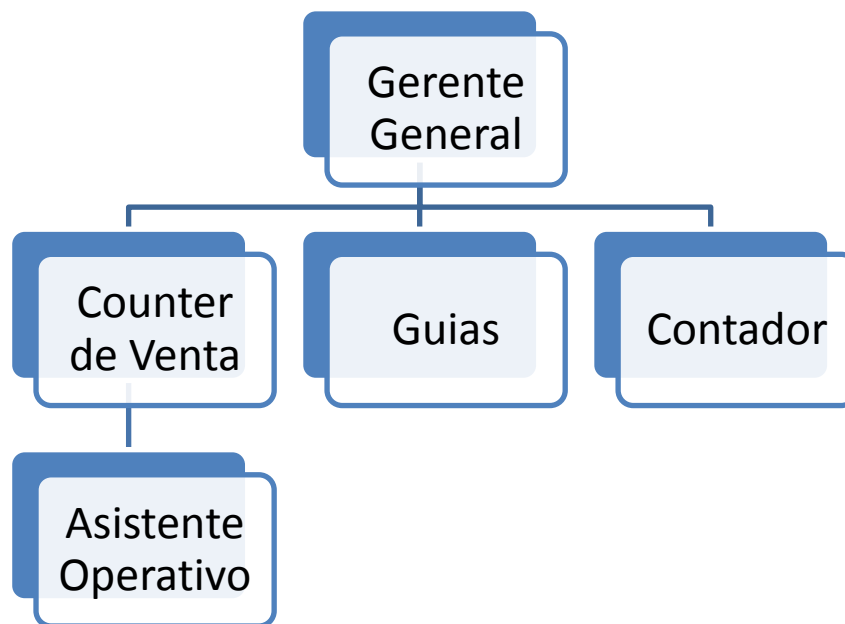 Gerente
General
Counter
de Venta
Guias
Contador
Asistente
Operativo